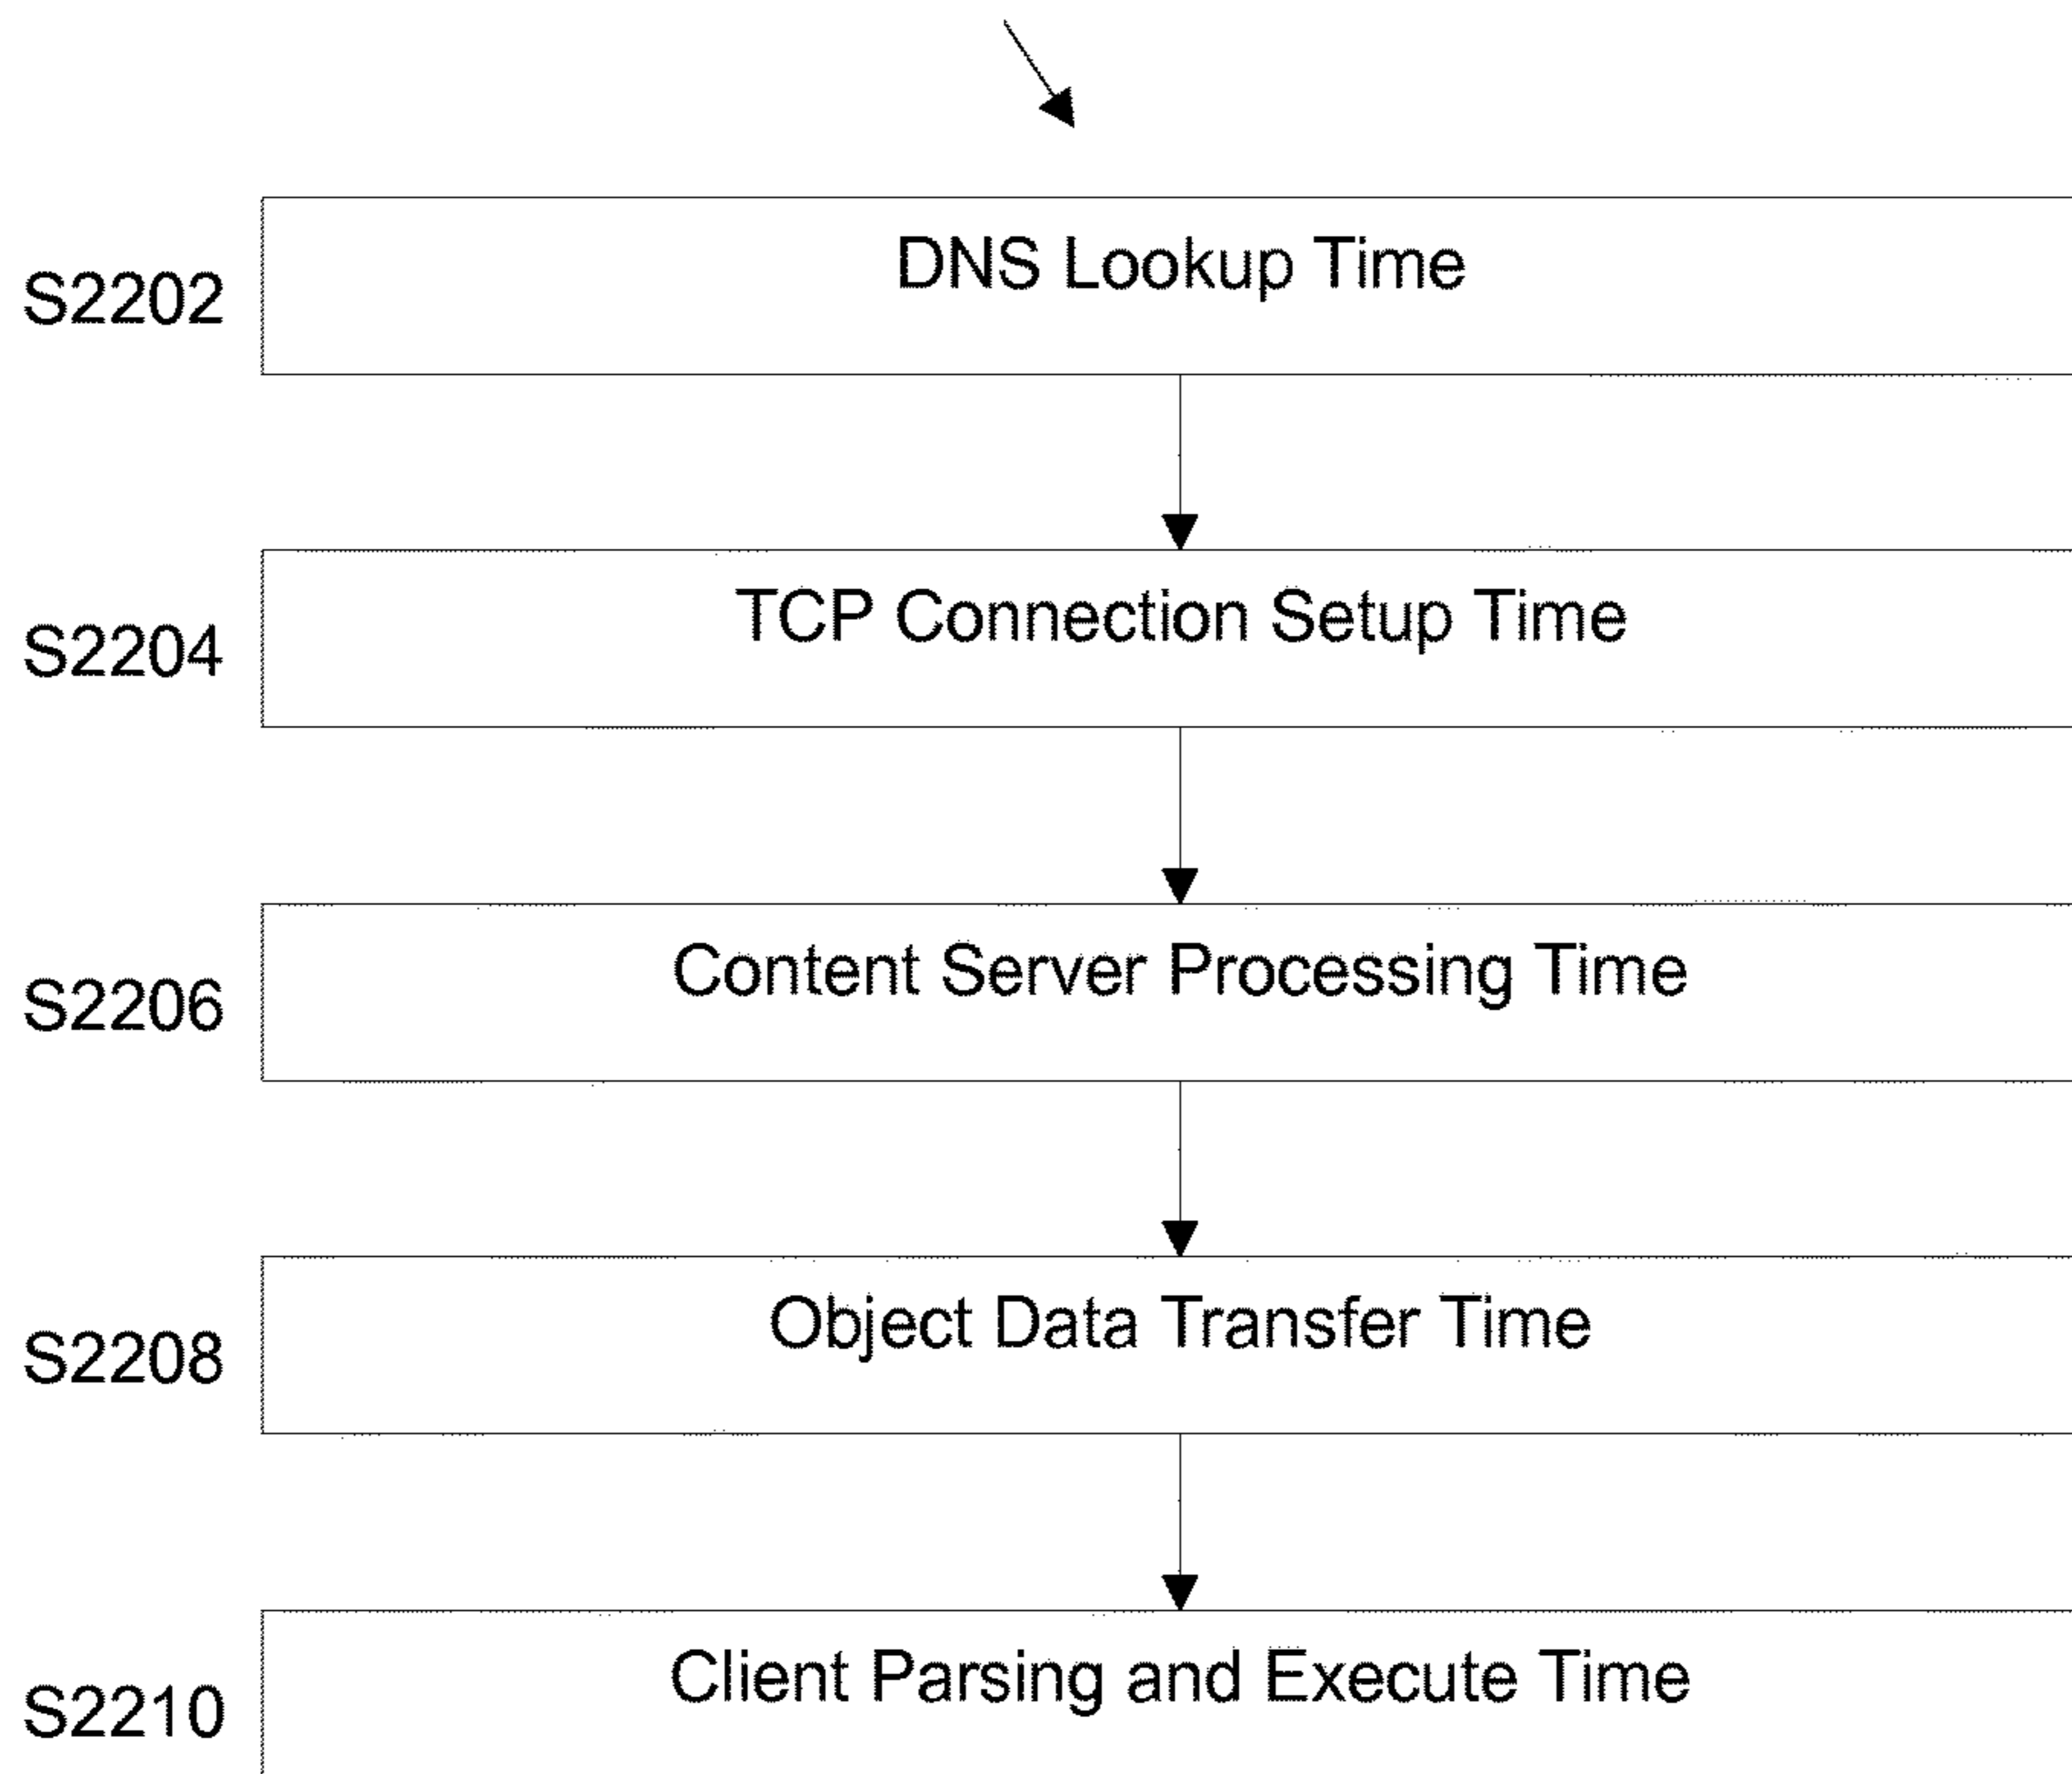 DNS Lookup Time
S2202
TCP Connection Setup Time
S2204
Content Server Processing Time
S2206
Object Data Transfer Time
S2208
Client Parsing and Execute Time
S2210